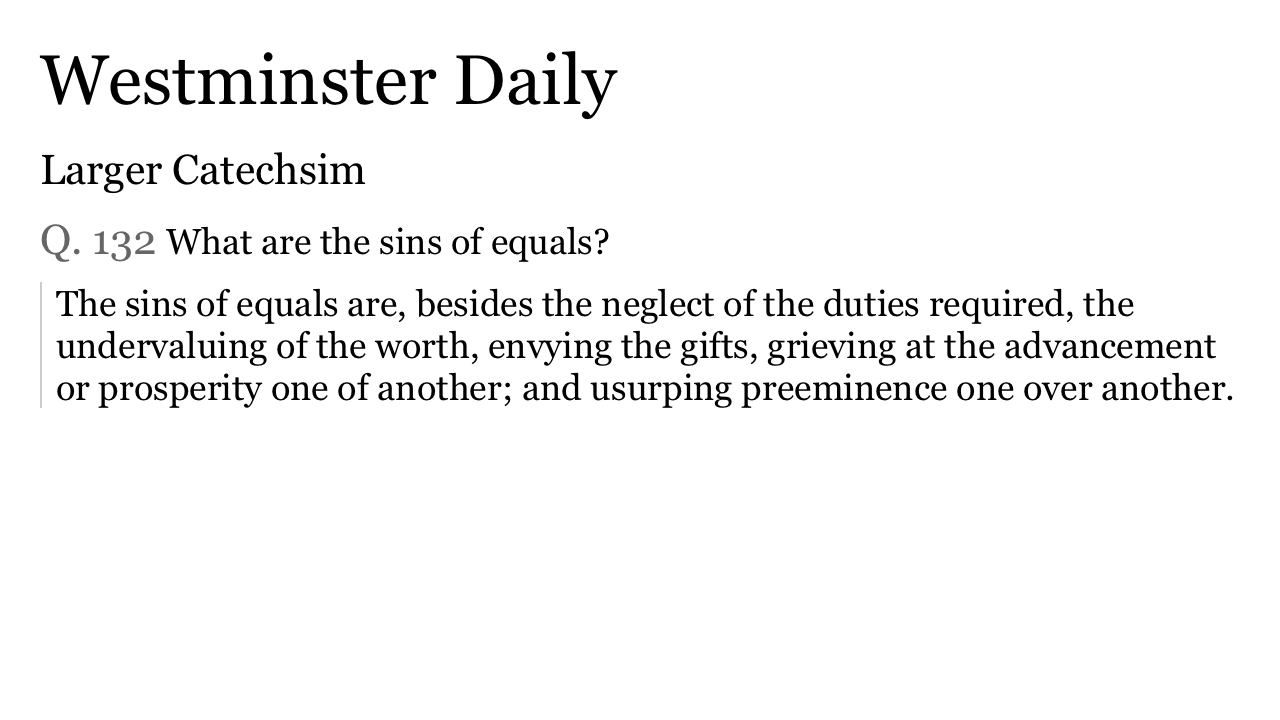 Westminster Daily
Larger Catechsim
Q. 132 What are the sins of equals?
The sins of equals are, besides the neglect of the duties required, the
undervaluing of the worth, envying the gifts, grieving at the advancement
or prosperity one of another; and usurping preeminence one over another.